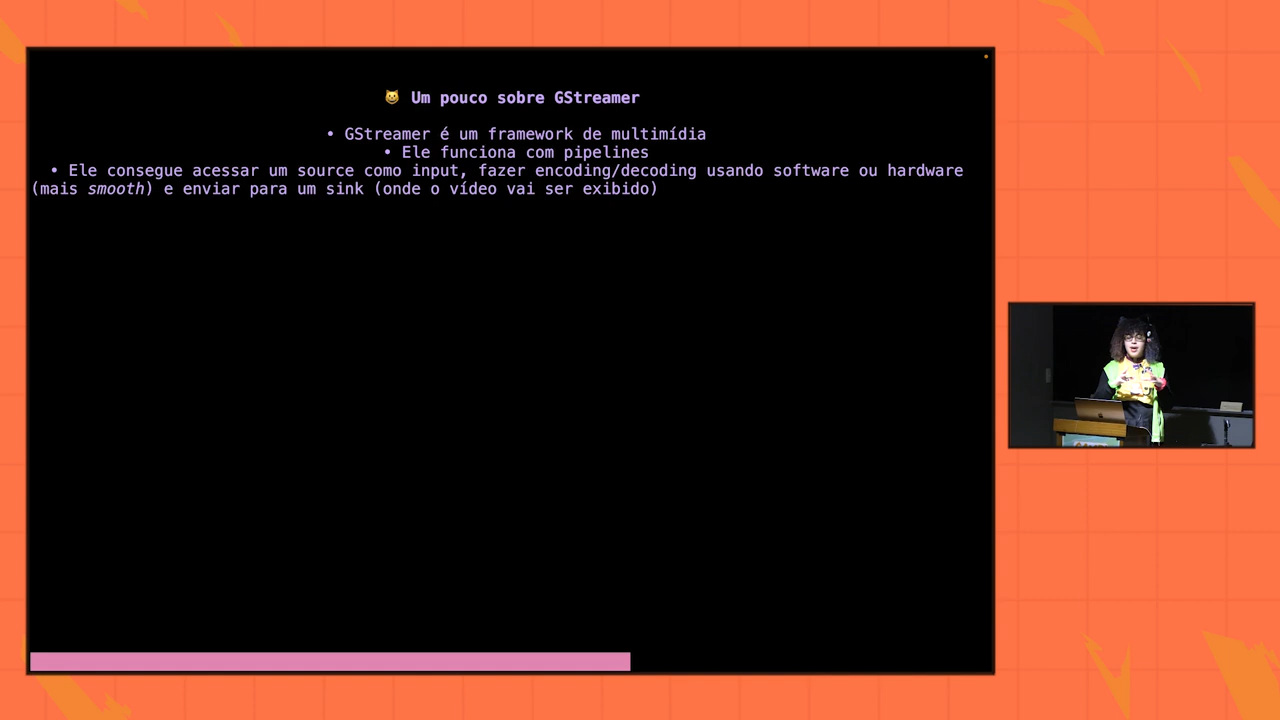 😺 Um pouco sobre GStreamer
• GStreamer é um framework de multimídia
• Ele funciona com pipelines
• Ele consegue acessar um source como input, fazer encoding/decoding usando software ou hardware
(mais smooth) e enviar para um sink (onde o vídeo vai ser exibido)